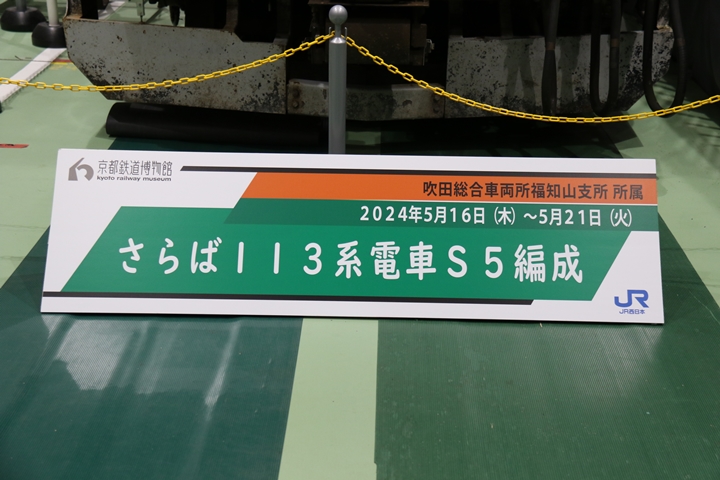 京都鉄道博物館
kyoto railway museum
吹田総合車両所福知山支所 所属
2024年5月16日（木）～5月21日（火）
さらば１１３系電車Ｓ５編成
JR
JR西日本